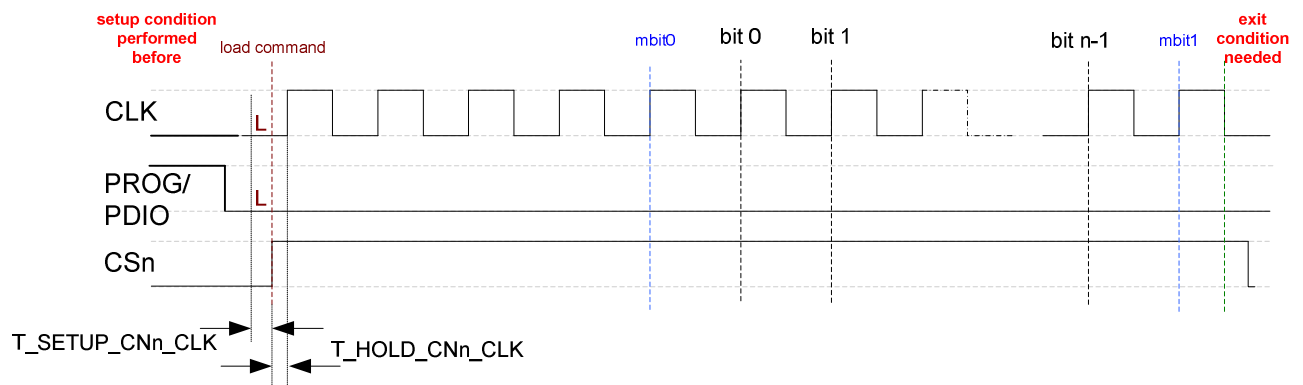 setup condition
performed
before
load command
mbit0
bit 0
bit 1
bit n-1
mbit1
exit
condition
needed
CLK
L
PROG/
PDIO
L
CSn
T_SETUP_CNn_CLK
T_HOLD_CNn_CLK